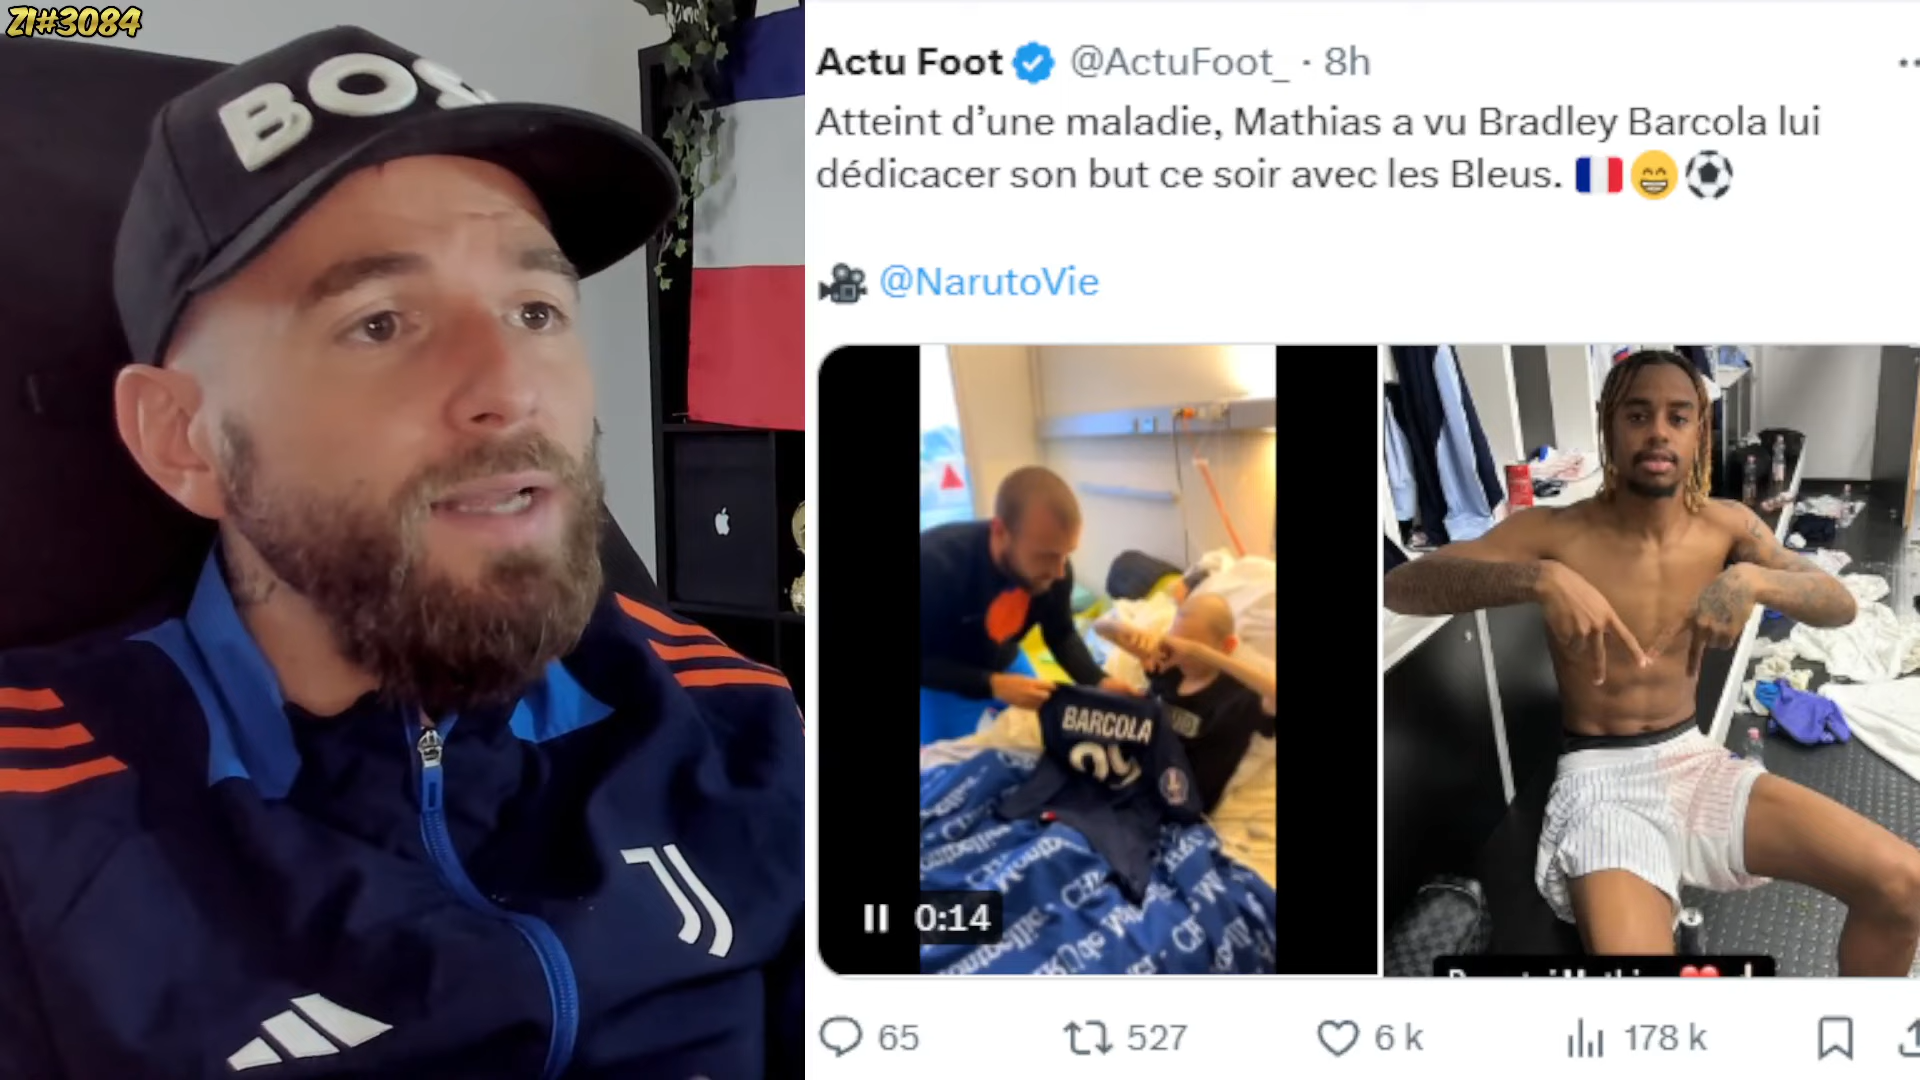 ZI#3084
BOS
Actu Foot @ActuFoot_ · 8h
Atteint d’une maladie, Mathias a vu Bradley Barcola lui
dédicacer son but ce soir avec les Bleus. 🇫🇷😁⚽
🎥 @NarutoVie
BARCOLA
0:14
65 527 6 k 178 k